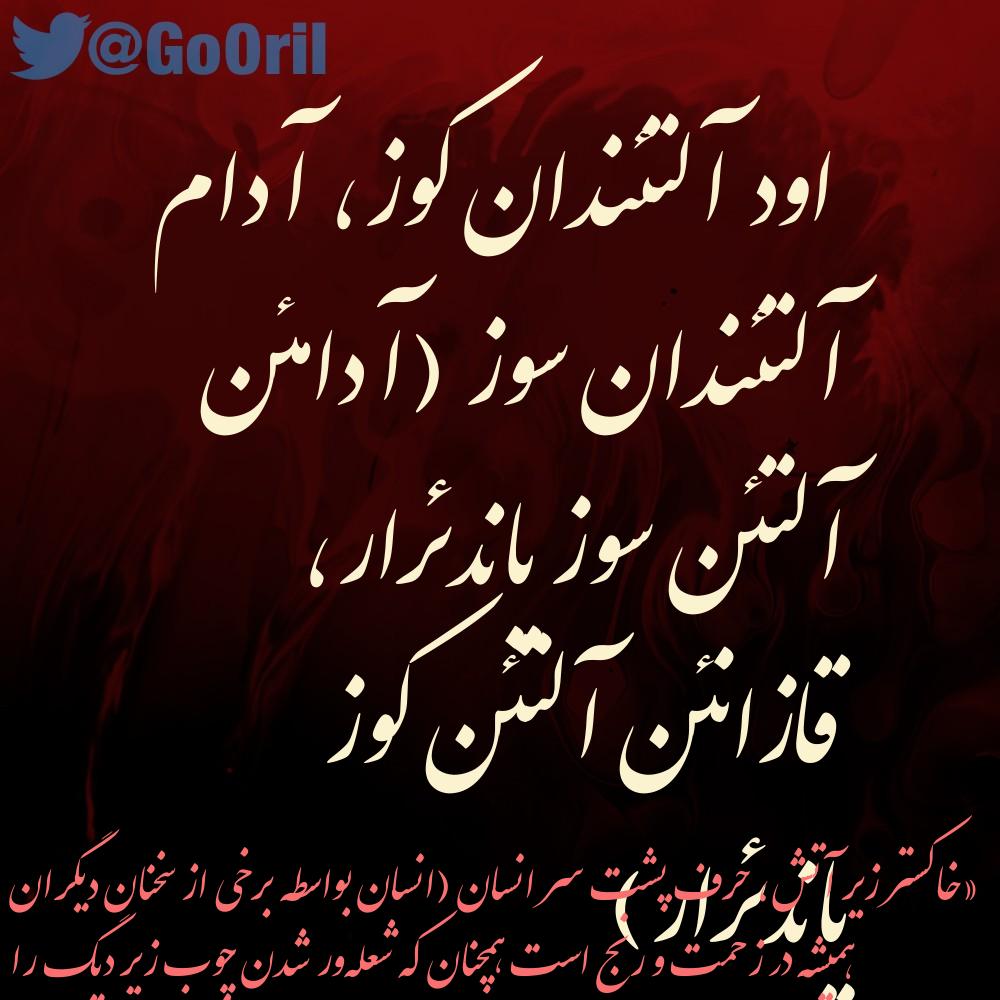 @GoOril
اود آلتئندان کوز، آدام
آلتئندان سوز (آدامئن
آلتئن سوز یاندئرار،
قازانئن آلتئن کوز
یاندئرار)
«خاکستر زیر آتش، حرف پشت سر انسان (انسان بواسطه برخی از سخنان دیگران
همیشه در زحمت و رنج است همچنان که شعله‌ور شدن چوب زیر دیگ را